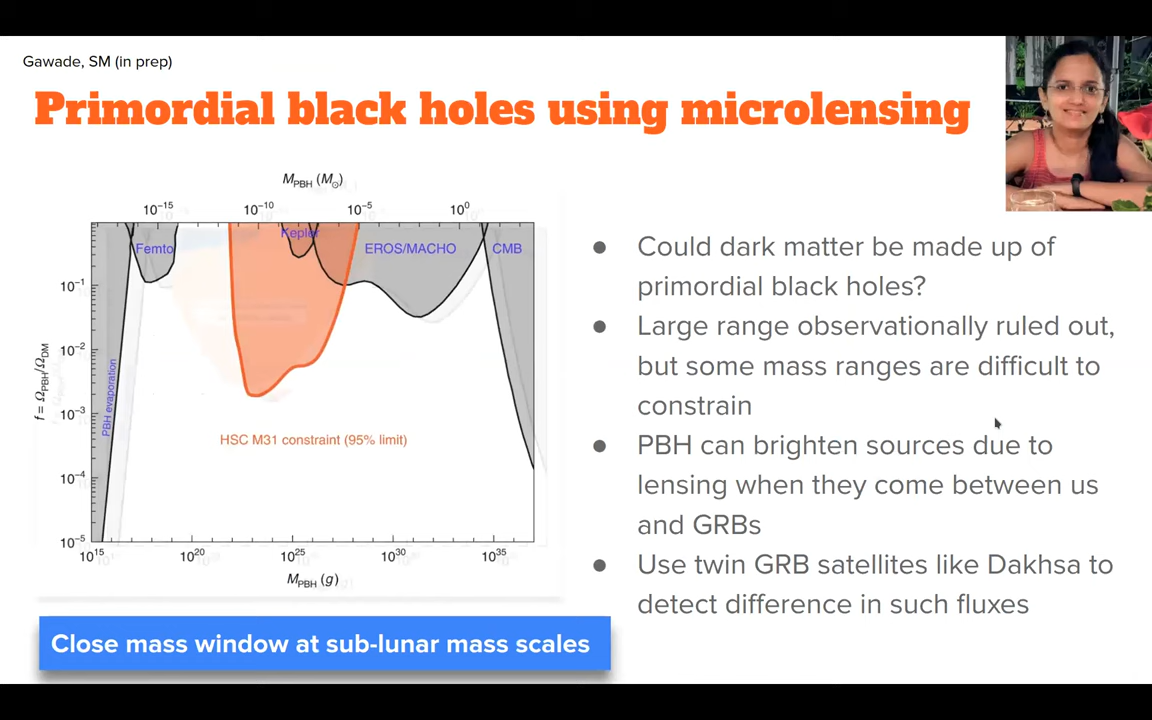 Gawade, SM (in prep)
Primordial black holes using microlensing
M_PBH (M_⊙)
10^−15
10^−10
10^−5
10^0
Femto
Kepler
EROS/MACHO
CMB
10^−1
10^−2
10^−3
10^−4
10^−5
f = Ω_PBH/Ω_DM
PBH evaporation
HSC M31 constraint (95% limit)
10^15
10^20
10^25
10^30
10^35
M_PBH (g)
● Could dark matter be made up of
primordial black holes?
● Large range observationally ruled out,
but some mass ranges are difficult to
constrain
● PBH can brighten sources due to
lensing when they come between us
and GRBs
● Use twin GRB satellites like Dakhsa to
detect difference in such fluxes
Close mass window at sub-lunar mass scales